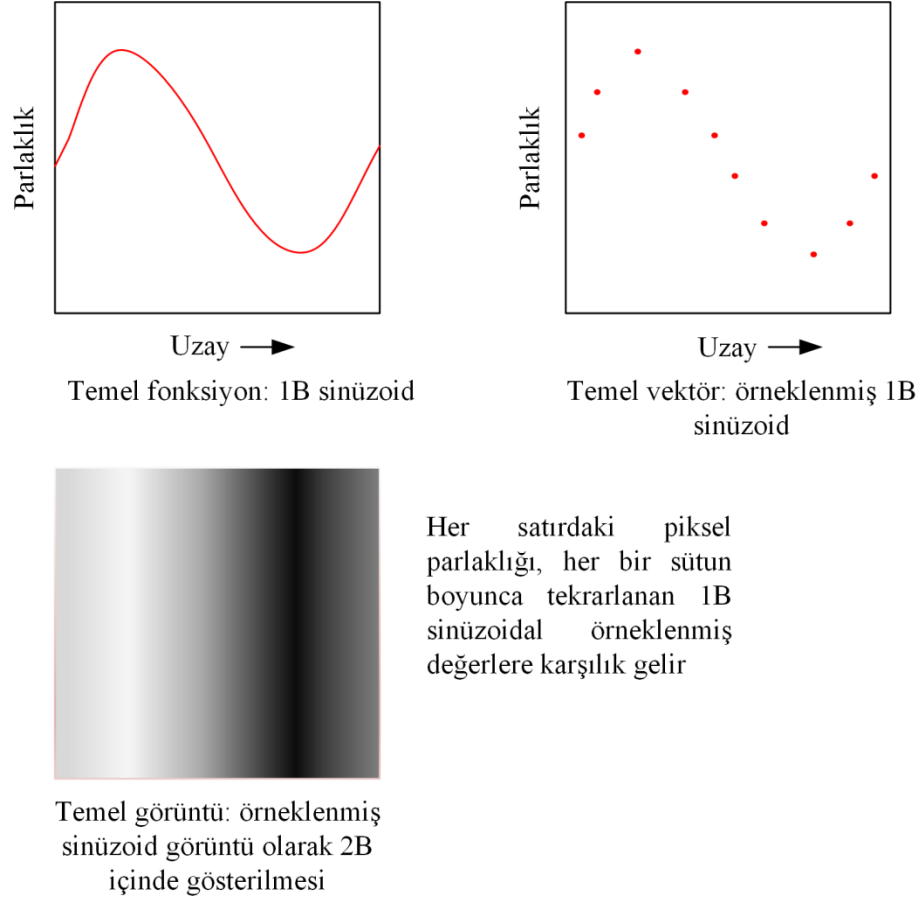 Parlaklık
Uzay
Temel fonksiyon: 1B sinüzoid
Parlaklık
Uzay
Temel vektör: örneklenmiş 1B
sinüzoid
Her satırdaki piksel
parlaklığı, her bir sütun
boyunca tekrarlanan 1B
sinüzoidal örneklenmiş
değerlere karşılık gelir
Temel görüntü: örneklenmiş
sinüzoid görüntü olarak 2B
içinde gösterilmesi